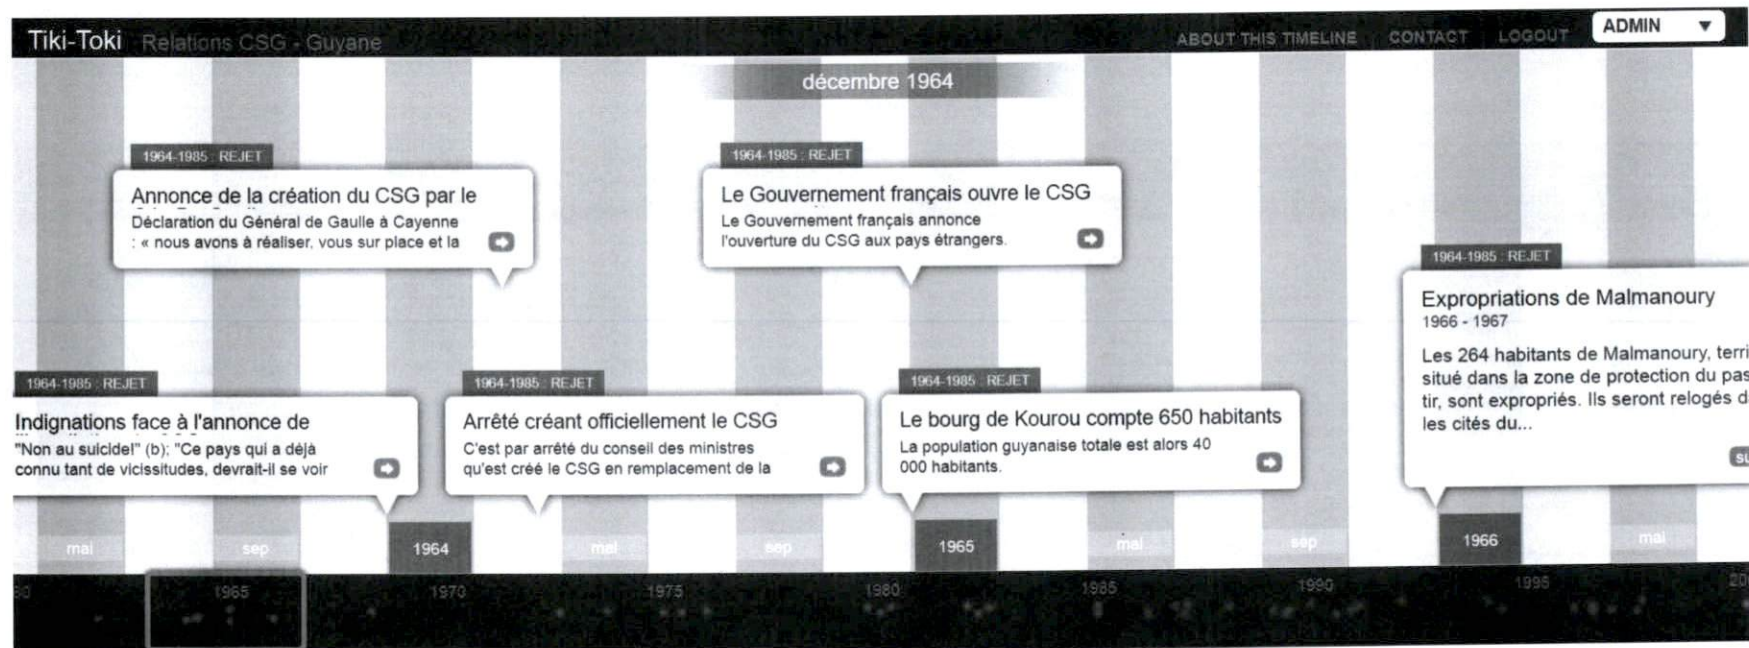 Tiki-Toki Relations CSG - Guyane
ABOUT THIS TIMELINE CONTACT LOGOUT ADMIN
décembre 1964
1964-1985 : REJET
Annonce de la création du CSG par le
Déclaration du Général de Gaulle à Cayenne
: « nous avons à réaliser, vous sur place et la
1964-1985 : REJET
Le Gouvernement français ouvre le CSG
Le Gouvernement français annonce
l'ouverture du CSG aux pays étrangers.
1964-1985 : REJET
Expropriations de Malmanoury
1966 - 1967
Les 264 habitants de Malmanoury, terri
situé dans la zone de protection du pas
tir, sont expropriés. Ils seront relogés d
les cités du...
su
1964-1985 : REJET
Indignations face à l'annonce de
"Non au suicide!" (b): "Ce pays qui a déjà
connu tant de vicissitudes, devrait-il se voir
1964-1985 : REJET
Arrêté créant officiellement le CSG
C'est par arrêté du conseil des ministres
qu'est créé le CSG en remplacement de la
1964-1985 : REJET
Le bourg de Kourou compte 650 habitants
La population guyanaise totale est alors 40
000 habitants.
mai sep 1964 mai sep 1965 mai sep 1966 mai
1965 1970 1975 1980 1985 1990 1995